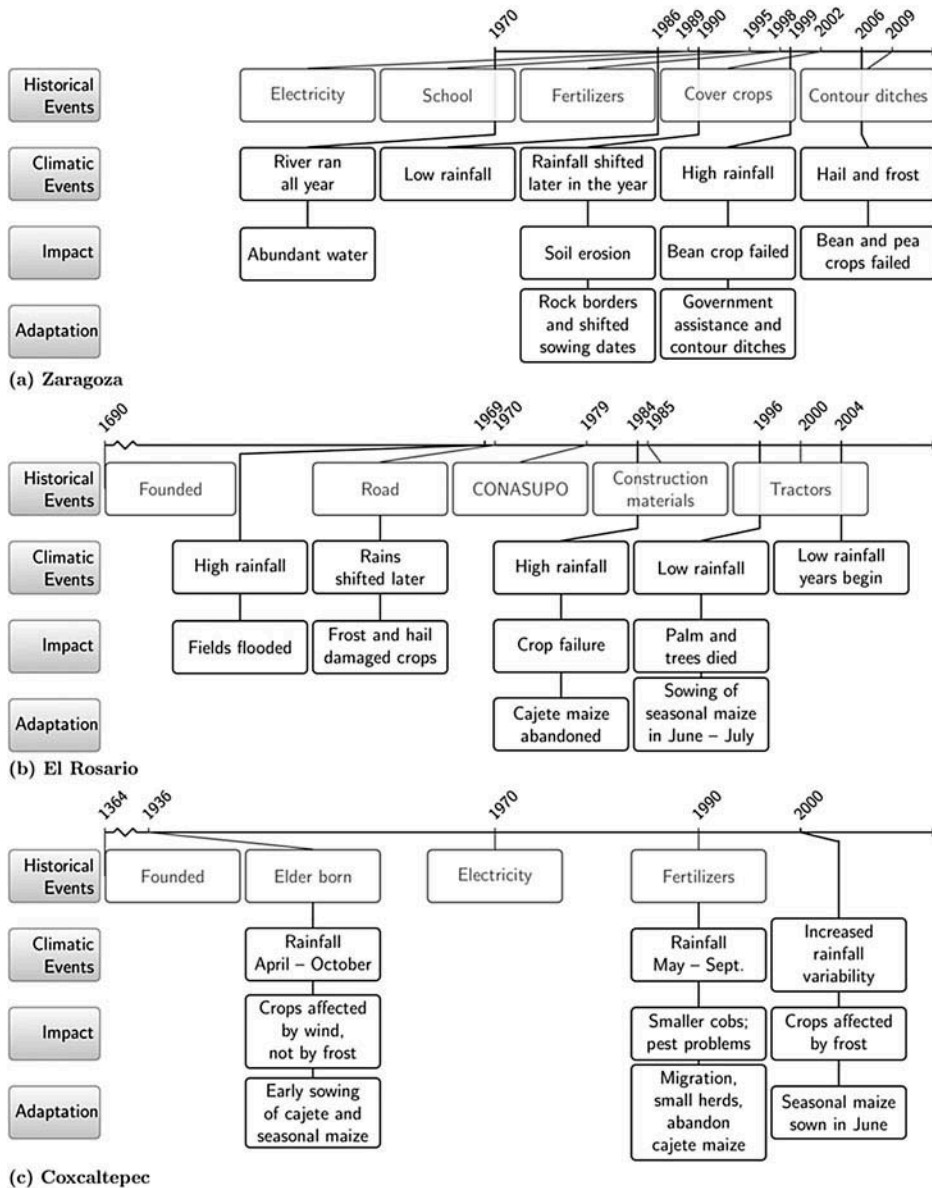 1970
1986
1989
1990
1995
1998
1999
2002
2006
2009
Historical
Events
Electricity
School
Fertilizers
Cover crops
Contour ditches
Climatic
Events
River ran
all year
Low rainfall
Rainfall shifted
later in the year
High rainfall
Hail and frost
Impact
Abundant water
Soil erosion
Bean crop failed
Bean and pea
crops failed
Adaptation
Rock borders
and shifted
sowing dates
Government
assistance and
contour ditches
(a) Zaragoza
1690
1969
1970
1979
1984
1985
1996
2000
2004
Historical
Events
Founded
Road
CONASUPO
Construction
materials
Tractors
Climatic
Events
High rainfall
Rains
shifted later
High rainfall
Low rainfall
Low rainfall
years begin
Impact
Fields flooded
Frost and hail
damaged crops
Crop failure
Palm and
trees died
Adaptation
Cajete maize
abandoned
Sowing of
seasonal maize
in June – July
(b) El Rosario
1364
1936
1970
1990
2000
Historical
Events
Founded
Elder born
Electricity
Fertilizers
Climatic
Events
Rainfall
April – October
Rainfall
May – Sept.
Increased
rainfall
variability
Impact
Crops affected
by wind,
not by frost
Smaller cobs;
pest problems
Crops affected
by frost
Adaptation
Early sowing
of cajete and
seasonal maize
Migration,
small herds,
abandon
cajete maize
Seasonal maize
sown in June
(c) Coxcaltepec